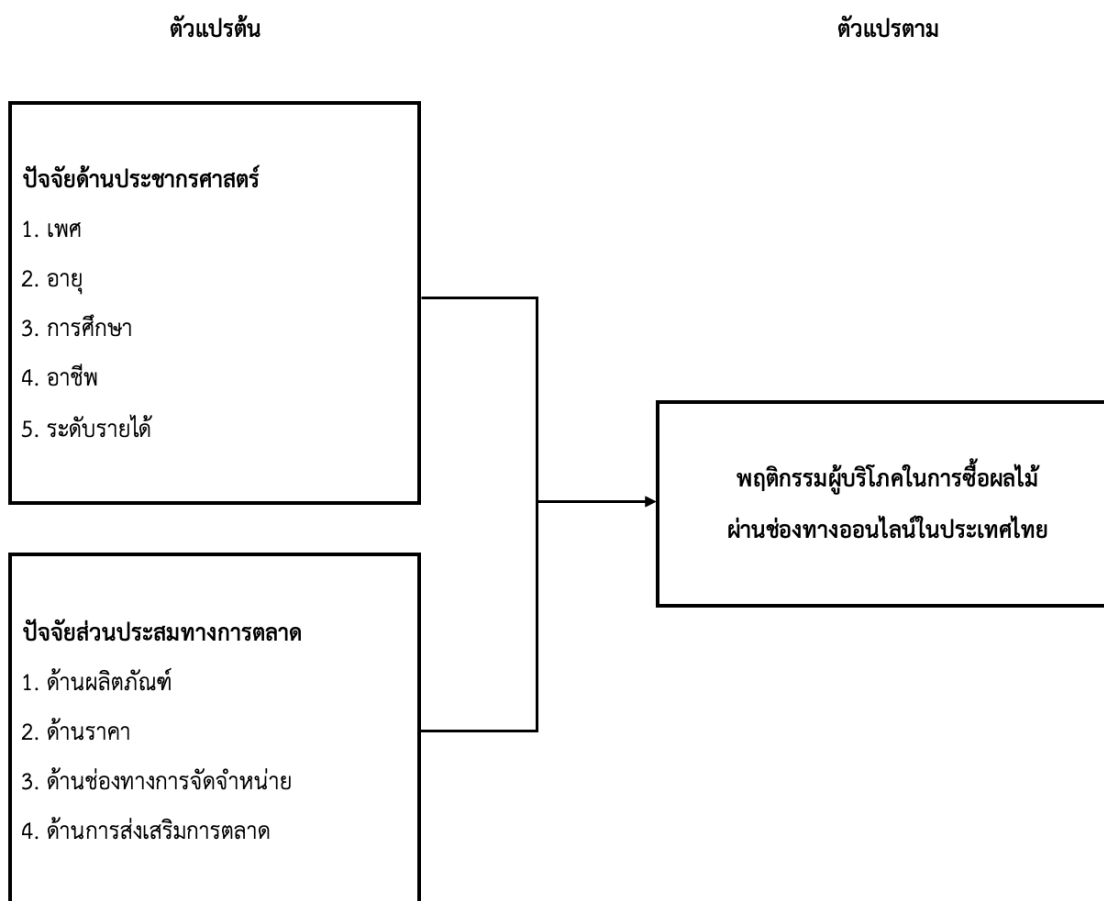 ตัวแปรต้น
ตัวแปรตาม
ปัจจัยด้านประชากรศาสตร์
1. เพศ
2. อายุ
3. การศึกษา
4. อาชีพ
5. ระดับรายได้
พฤติกรรมผู้บริโภคในการซื้อผลไม้
ผ่านช่องทางออนไลน์ในประเทศไทย
ปัจจัยส่วนประสมทางการตลาด
1. ด้านผลิตภัณฑ์
2. ด้านราคา
3. ด้านช่องทางการจัดจำหน่าย
4. ด้านการส่งเสริมการตลาด